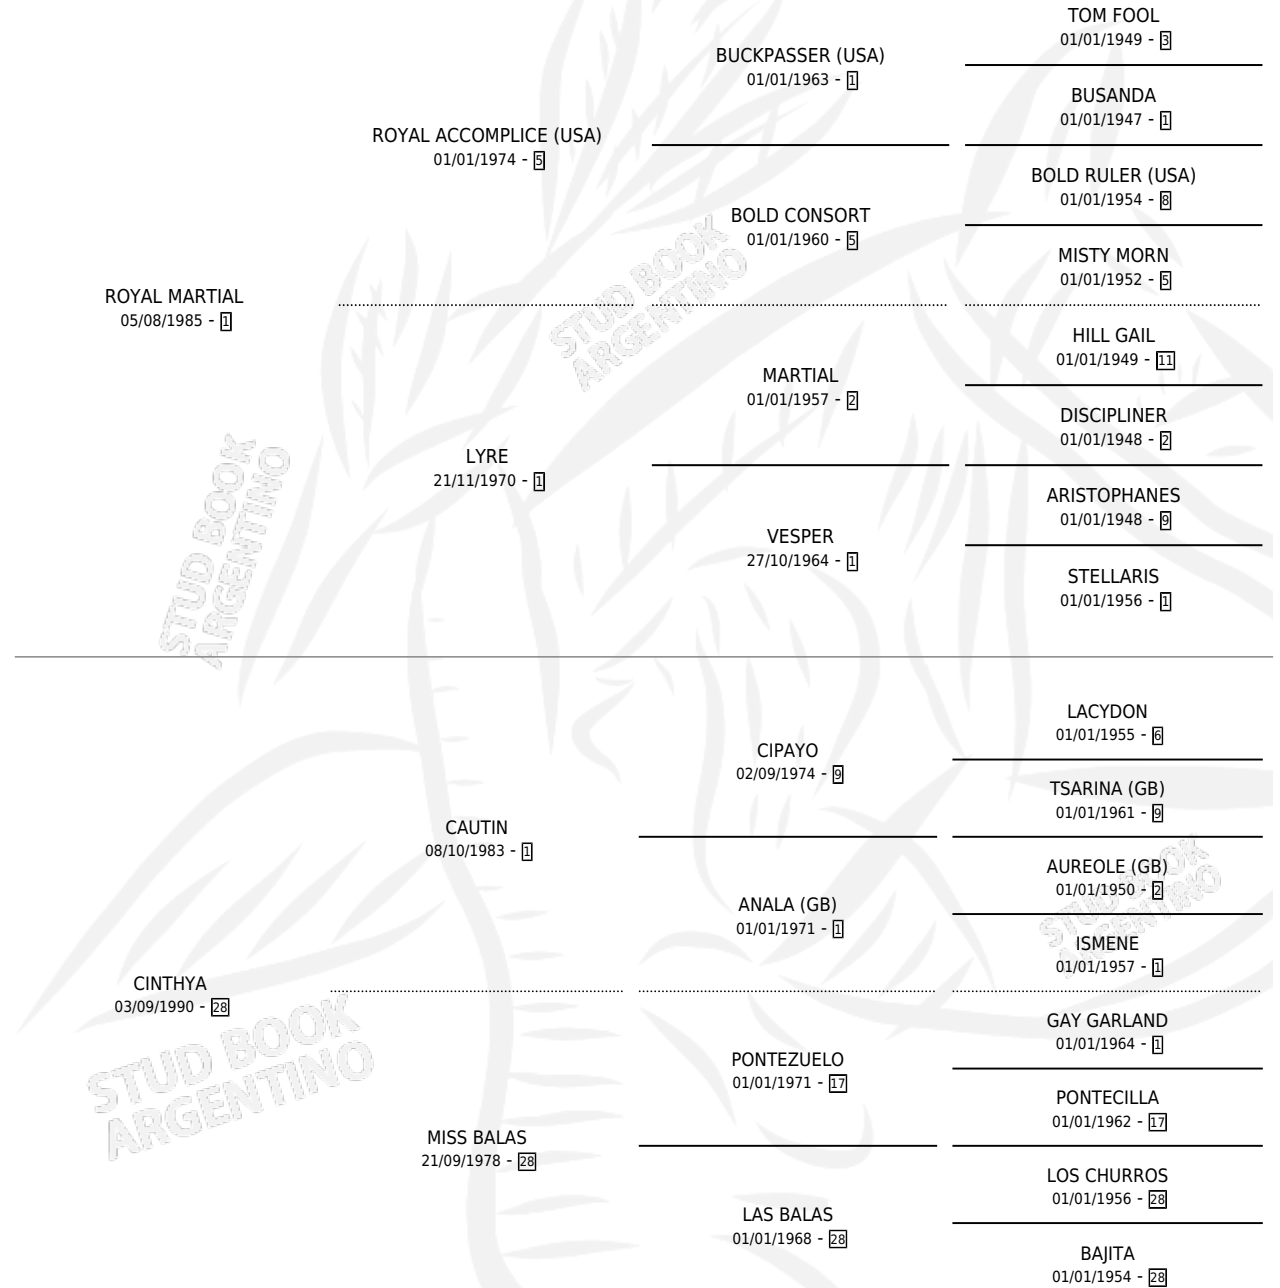 TOM FOOL
01/01/1949 - 3
BUCKPASSER (USA)
01/01/1963 - 1
BUSANDA
01/01/1947 - 1
ROYAL ACCOMPLICE (USA)
01/01/1974 - 5
BOLD RULER (USA)
01/01/1954 - 8
BOLD CONSORT
01/01/1960 - 5
MISTY MORN
01/01/1952 - 5
ROYAL MARTIAL
05/08/1985 - 1
HILL GAIL
01/01/1949 - 11
MARTIAL
01/01/1957 - 2
DISCIPLINER
01/01/1948 - 2
LYRE
21/11/1970 - 1
ARISTOPHANES
01/01/1948 - 9
VESPER
27/10/1964 - 1
STELLARIS
01/01/1956 - 1
LACYDON
01/01/1955 - 6
CIPAYO
02/09/1974 - 9
TSARINA (GB)
01/01/1961 - 9
CAUTIN
08/10/1983 - 1
AUREOLE (GB)
01/01/1950 - 2
ANALA (GB)
01/01/1971 - 1
ISMENE
01/01/1957 - 1
CINTHYA
03/09/1990 - 28
GAY GARLAND
01/01/1964 - 1
PONTEZUELO
01/01/1971 - 17
PONTECILLA
01/01/1962 - 17
MISS BALAS
21/09/1978 - 28
LOS CHURROS
01/01/1956 - 28
LAS BALAS
01/01/1968 - 28
BAJITA
01/01/1954 - 28
STUD BOOK
ARGENTINO
STUD BOOK
ARGENTINO
STUD BOOK
ARGENTINO
STUD BOOK
ARGENTINO